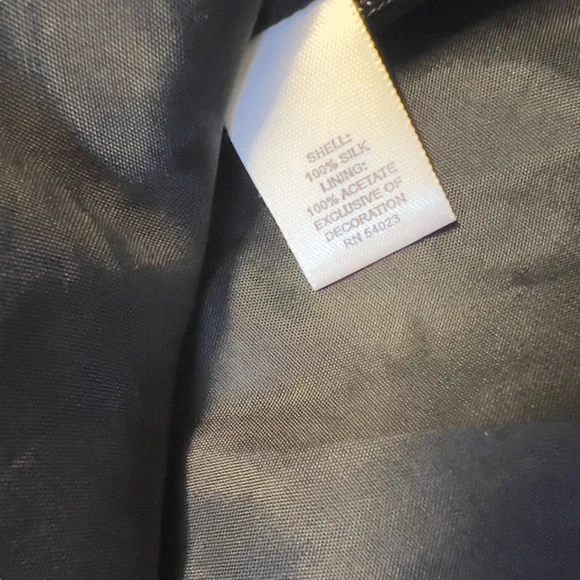 SHELL:
100% SILK
LINING:
100% ACETATE
EXCLUSIVE OF
DECORATION
RN 54023